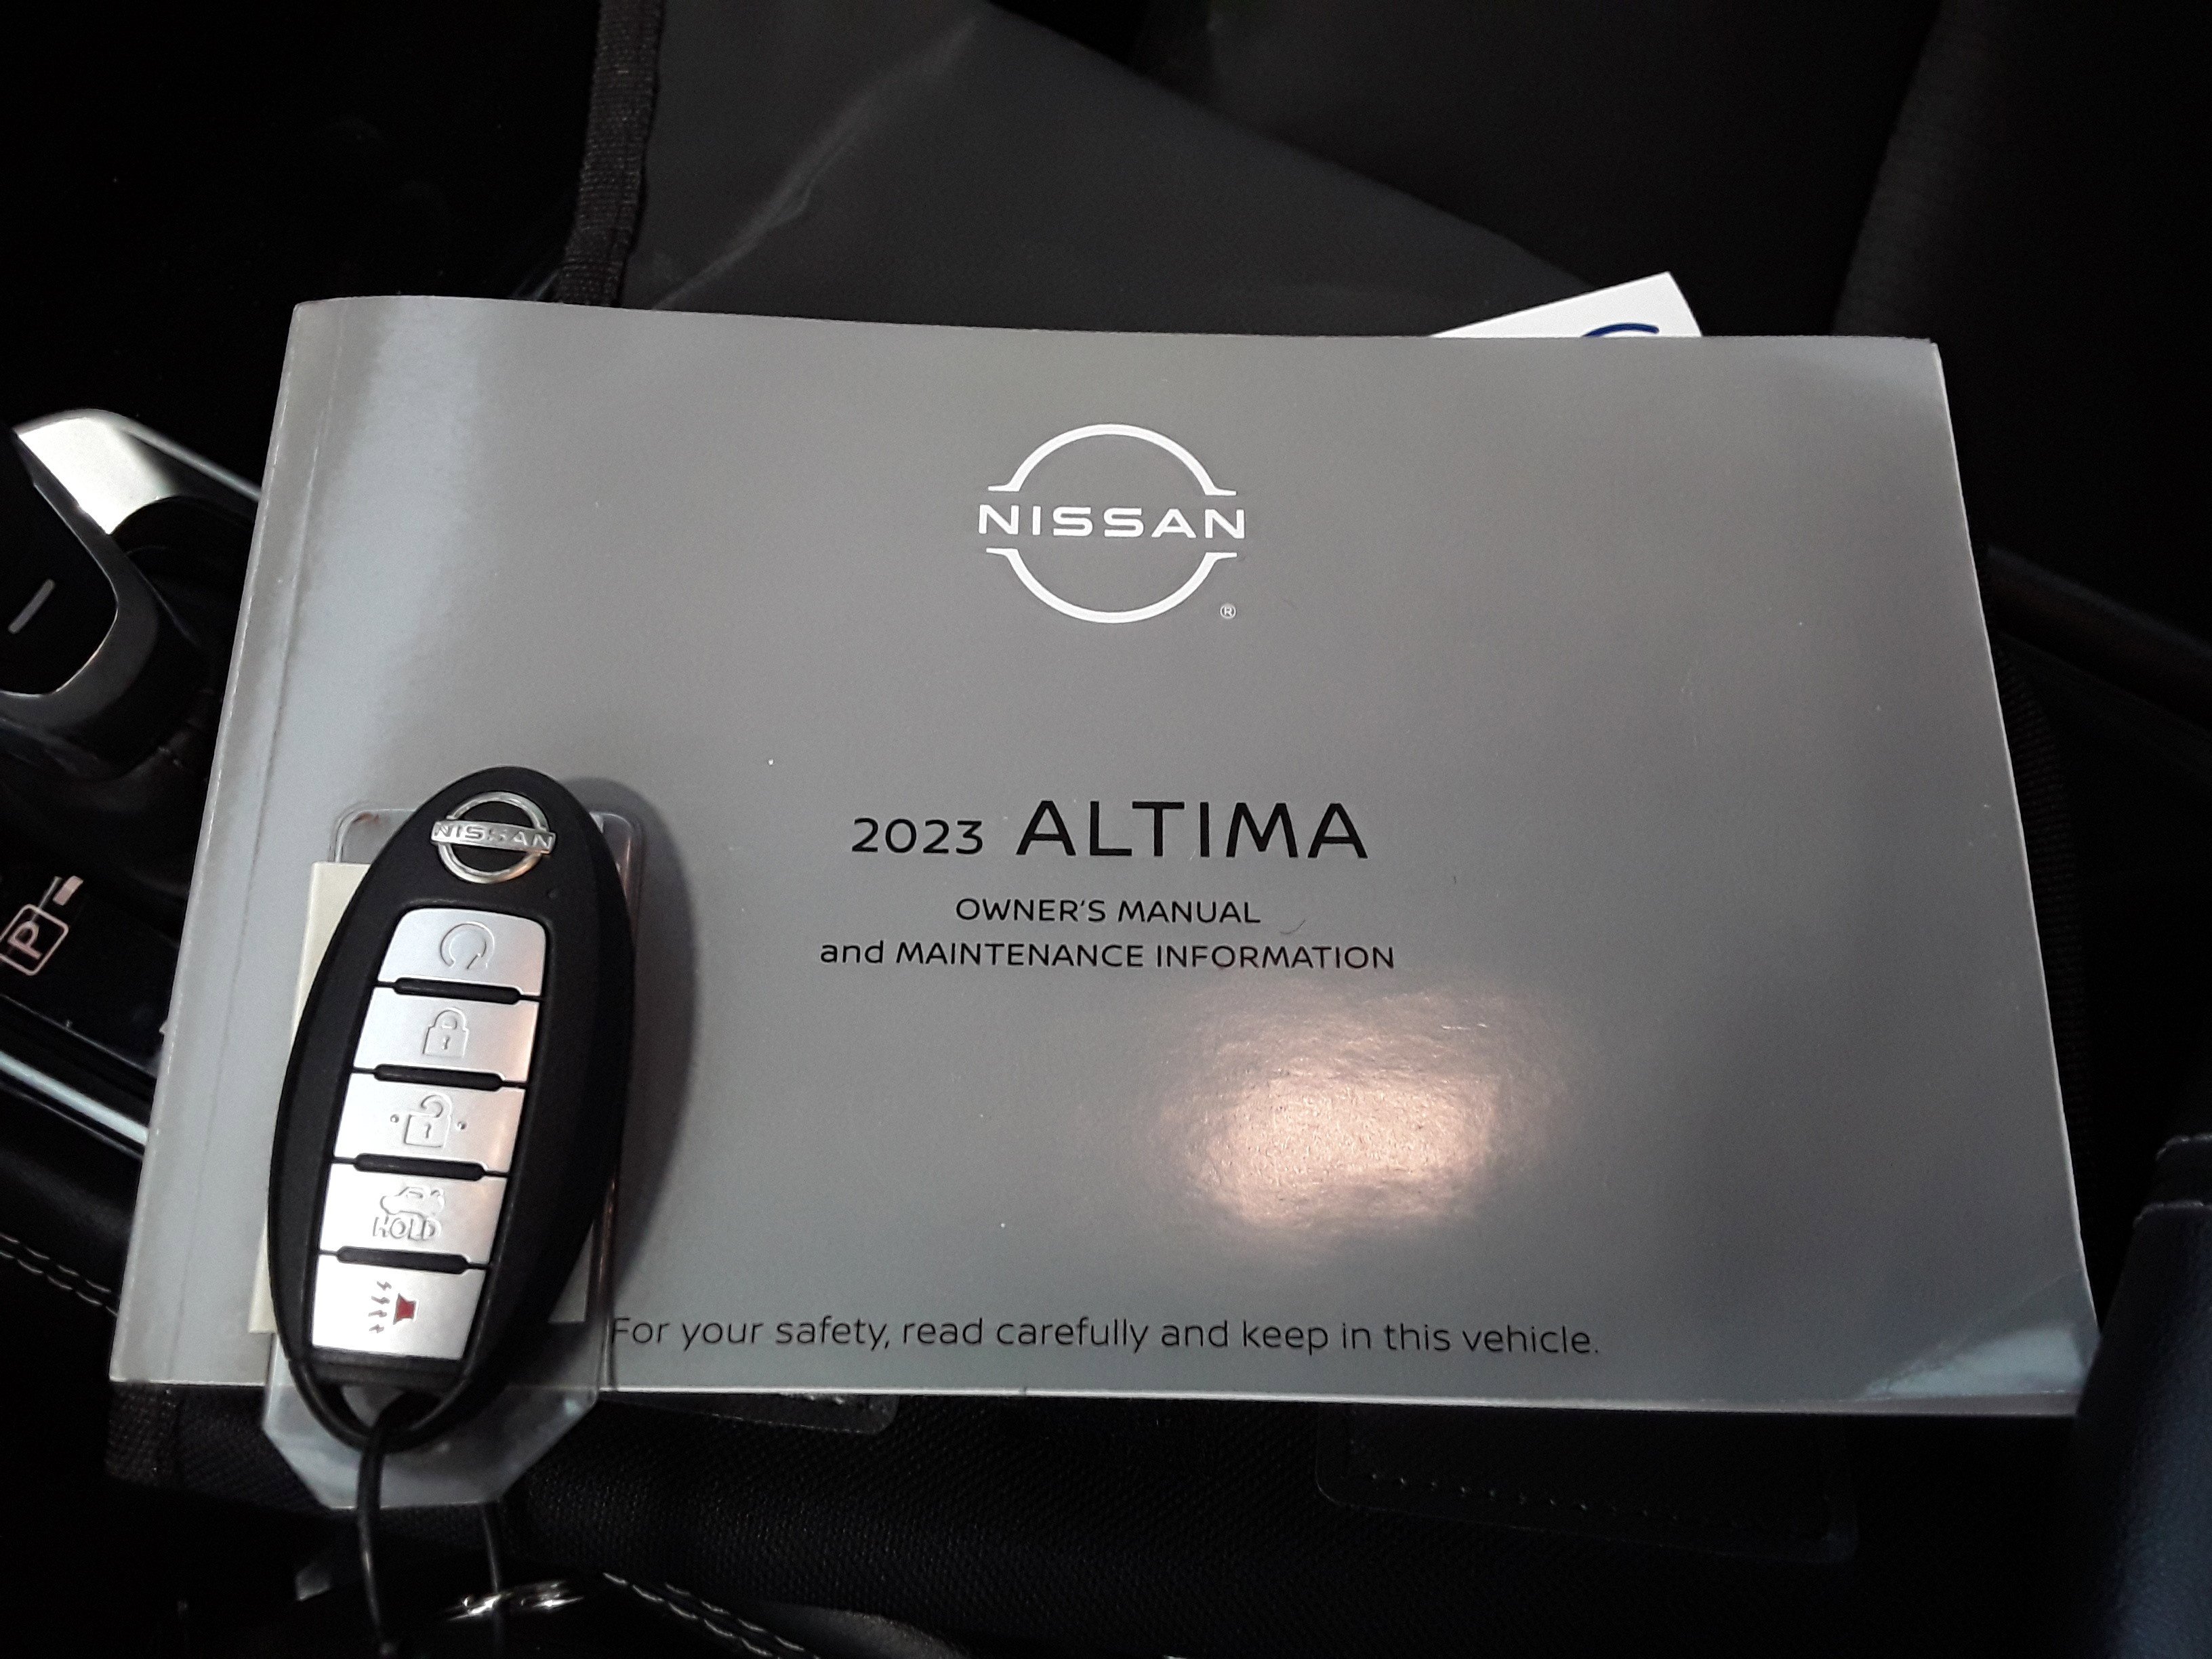 NISSAN
®
2023 ALTIMA
OWNER'S MANUAL
and MAINTENANCE INFORMATION
For your safety, read carefully and keep in this vehicle.
NISSAN
HOLD
P